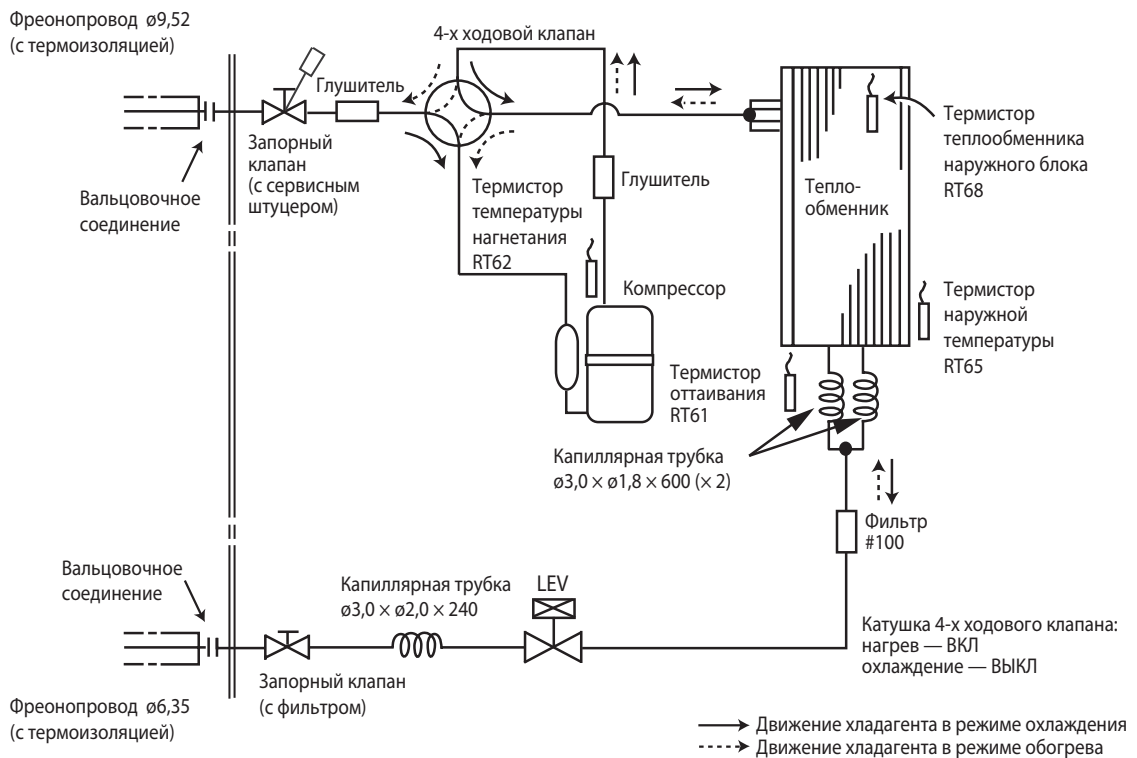 Фреонопровод ø9,52
(с термоизоляцией)
4-х ходовой клапан
Глушитель
Запорный
клапан
(с сервисным
штуцером)
Вальцовочное
соединение
Термистор
температуры
нагнетания
RT62
Глушитель
Компрессор
Тепло-
обменник
Термистор
теплообменника
наружного блока
RT68
Термистор
наружной
температуры
RT65
Термистор
оттаивания
RT61
Капиллярная трубка
ø3,0 × ø1,8 × 600 (× 2)
Фильтр
#100
Вальцовочное
соединение
Капиллярная трубка
ø3,0 × ø2,0 × 240
LEV
Катушка 4-х ходового клапана:
нагрев — ВКЛ
охлаждение — ВЫКЛ
Запорный клапан
(с фильтром)
Фреонопровод ø6,35
(с термоизоляцией)
Движение хладагента в режиме охлаждения
Движение хладагента в режиме обогрева